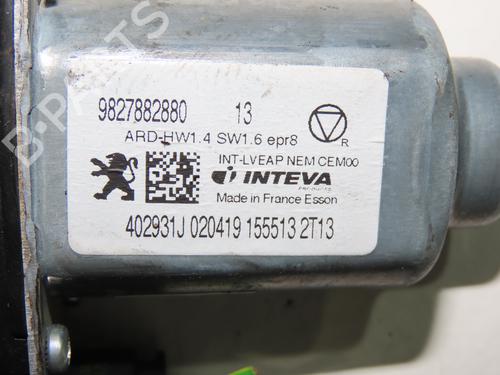 9827882880 13
ARD-HW1.4 SW1.6 epr8
R
INT-LVEAP NEM CEM00
INTEVA
PRODUCTS
Made in France Esson
402931J 020419 155513 2T13
B-PARTS